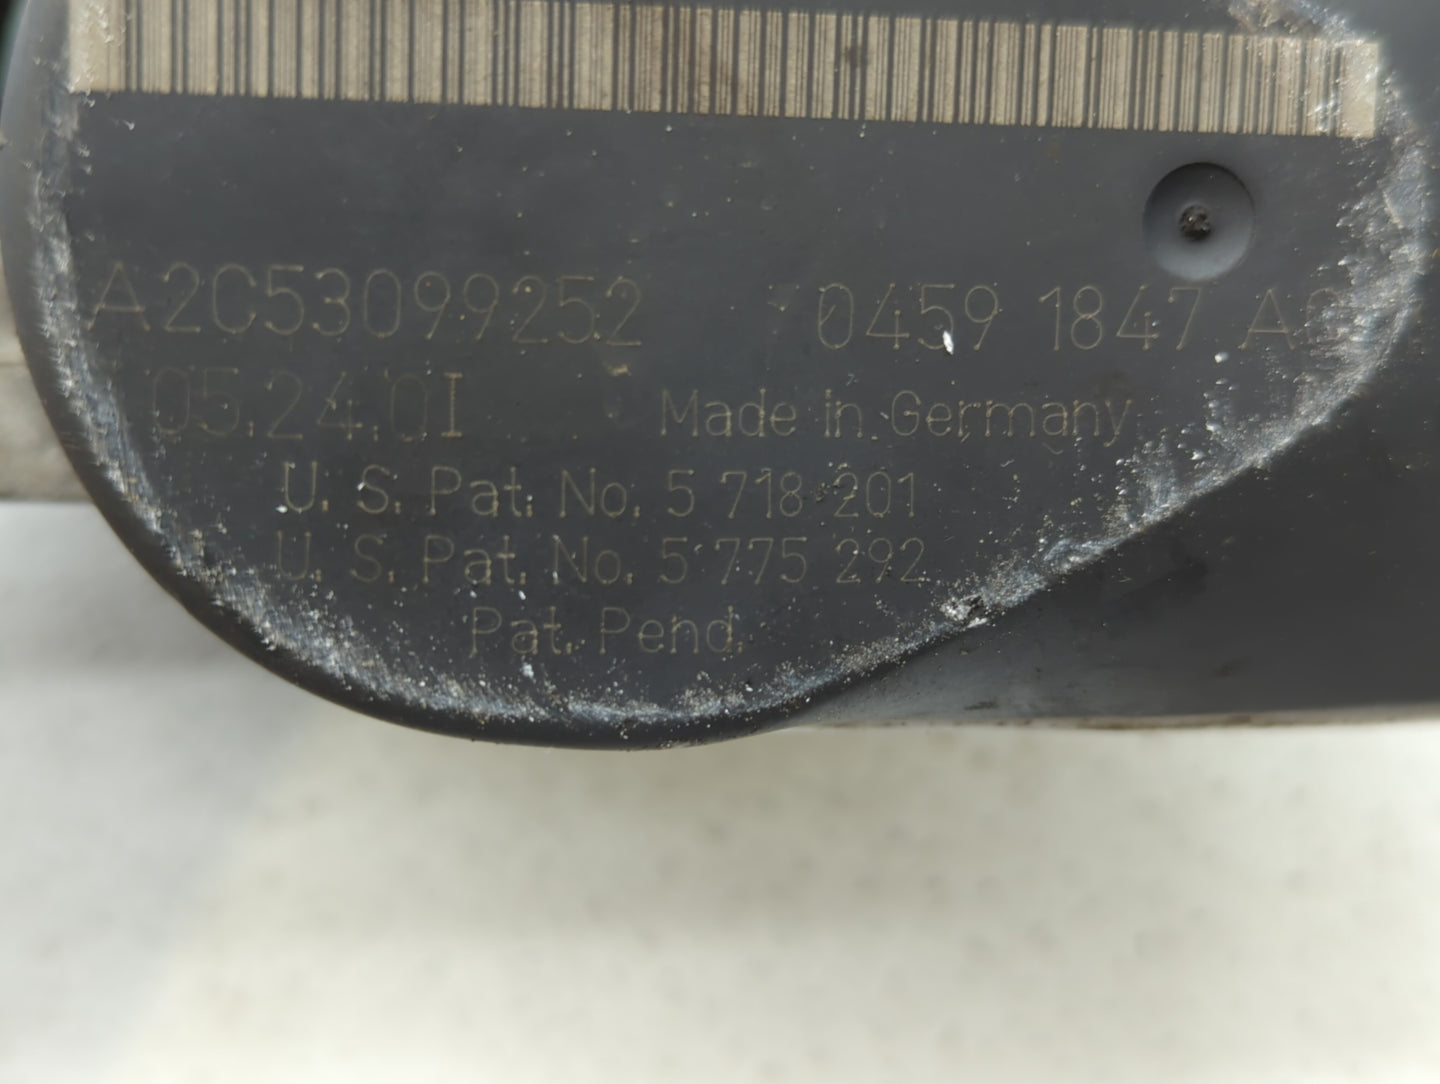 A2C53099252 0459 1847
05.24.01 Made in Germany
U. S. Pat. No. 5 718 201
U. S. Pat. No. 5 775 292
Pat. Pend.